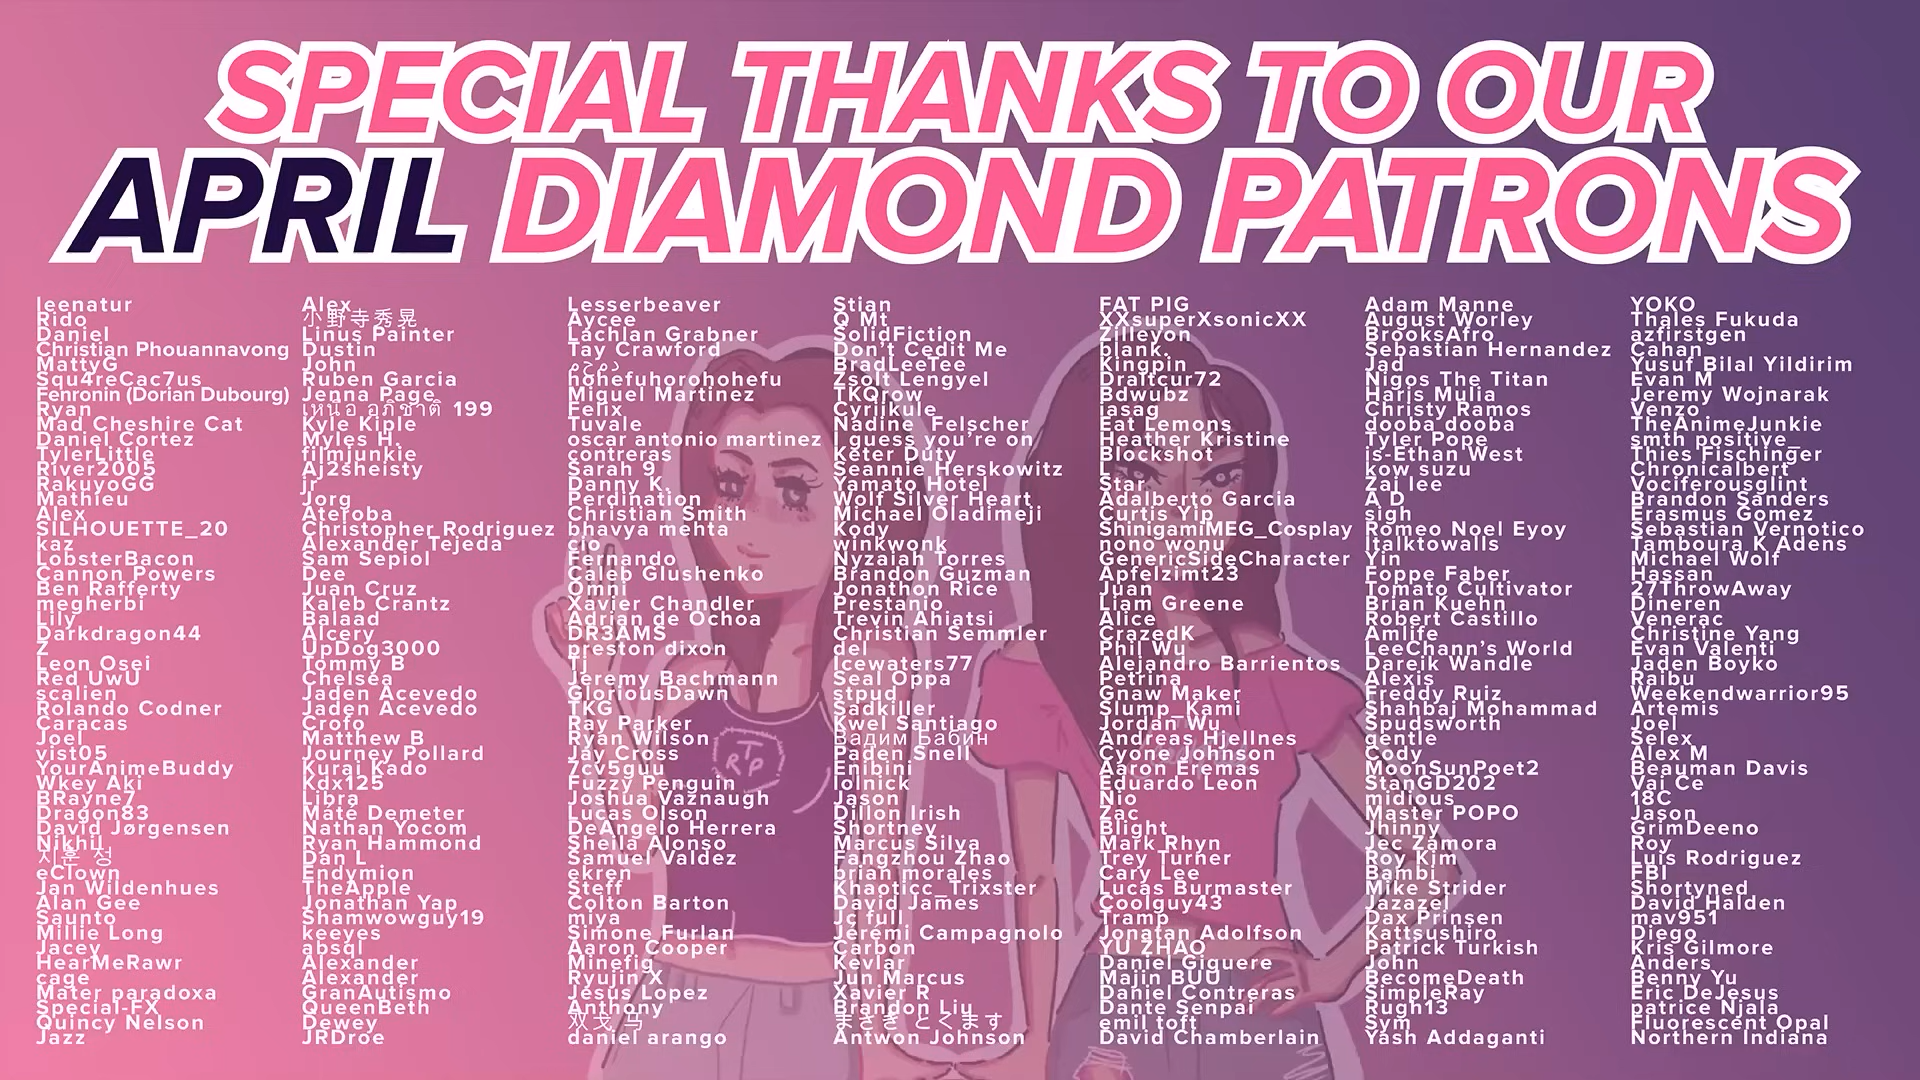 SPECIAL THANKS TO OUR
APRIL DIAMOND PATRONS
leenatur
Rido
Daniel
Christian Phouannavong
MattyG
Squ4reCac7us
Fenronin (Dorian Dubourg)
Ryan
Mad Cheshire Cat
Daniel Cortez
TylerLittle
River2005
RakuyoGG
Mathieu
Alex
SILHOUETTE_20
kaz
LobsterBacon
Cannon Powers
Ben Rafferty
megherbi
Lily
Darkdragon44
Z
Leon Osei
Red UwU
scalien
Rolando Codner
Caracas
Joel
vist05
YourAnimeBuddy
Wkey Aki
BRayne7
Dragon83
David Jørgensen
Nikhil
지훈 정
eClown
Jan Wildenhues
Alan Gee
Saunto
Millie Long
Jacey
HearMeRawr
cage
Mater paradoxa
Special-FX
Quincy Nelson
Jazz
Alex
小野寺秀晃
Linus Painter
Dustin
John
Ruben Garcia
Jenna Page
เหนือ อภิชาติ 199
Kyle Kiple
Myles H.
filmjunkie
Aj2sheisty
jr
Jorg
Ateroba
Christopher Rodriguez
Alexander Tejeda
Sam Sepiol
Dee
Juan Cruz
Kaleb Crantz
Balaad
Alcery
UpDog3000
Tommy B
Chelsea
Jaden Acevedo
Jaden Acevedo
Crofo
Matthew B
Journey Pollard
Kurai Kado
Kdx125
Libra
Máté Demeter
Nathan Yocom
Ryan Hammond
Dan L
Endymion
TheApple
Jonathan Yap
Shamwowguy19
keeyes
absql
Alexander
Alexander
GranAutismo
QueenBeth
Dewey
JRDroe
Lesserbeaver
Aycee
Lachlan Grabner
Tay Crawford
hohefuhorohohefu
Miguel Martinez
Felix
Tuvale
oscar antonio martinez
contreras
Sarah 9
Danny K.
Perdination
Christian Smith
bhavya mehta
clo
Fernando
Caleb Glushenko
Omni
Xavier Chandler
Adrian de Ochoa
DR3AMS
preston dixon
Tj
Jeremy Bachmann
GloriousDawn
TKG
Ray Parker
Ryan Wilson
Jay Cross
7cv5guu
Fuzzy Penguin
Joshua Vaznaugh
Lucas Olson
DeAngelo Herrera
Sheila Alonso
Samuel Valdez
ekren
Steff
Colton Barton
miya
Simone Furlan
Aaron Cooper
Minefig
Ryujin X
Jesús Lopez
Anthony
双戈 马
daniel arango
Stian
Q Mt
SolidFiction
Don't Cedit Me
BradLeeTee
Zsolt Lengyel
TKQrow
Cyriikule
Nadine Felscher
I guess you're on
Keter Duty
Seannie Herskowitz
Yamato Hotel
Wolf Silver Heart
Michael Oladimeji
Kody
winkwonk
Nyzaiah Torres
Brandon Guzman
Jonathon Rice
Prestanio
Trevin Ahiatsi
Christian Semmler
del
Icewaters77
Seal Oppa
stpud
Sadkiller
Kwel Santiago
Вадим Бабин
Paden Snell
Enibini
lolnick
Jason
Dillon Irish
Shortney
Marcus Silva
Fangzhou Zhao
brian morales
Khapticc_Trixster
David James
Jc full
Jérémi Campagnolo
Carbon
Kevlar
Jun Marcus
Xavier R
Brandon Liu
まさき とくます
Antwon Johnson
FAT PIG
XXsuperXsonicXX
Zilleyon
blank.
Kingpin
Draftcur72
Bdwubz
iasag
Eat Lemons
Heather Kristine
Blockshot
L
Star
Adalberto Garcia
Curtis Yip
ShinigamiMEG_Cosplay
nono wonu
GenericSideCharacter
Apfelzimt23
Juan
Liam Greene
Alice
CrazedK
Phil Wu
Alejandro Barrientos
Petrina
Gnaw Maker
Slump_Kami
Jordan Wu
Andreas Hjellnes
Cyone Johnson
Aaron Eremas
Eduardo Leon
Nio
Zac
Blight
Mark Rhyn
Trey Turner
Cary Lee
Lucas Burmaster
Coolguy43
Tramp
Jonatan Adolfson
YU ZHAO
Daniel Giguere
Majin BUU
Daniel Contreras
Dante Senpai
emil toft
David Chamberlain
Adam Manne
August Worley
BrooksAfro
Sebastian Hernandez
Jad
Nigos The Titan
Haris Mulia
Christy Ramos
dooba dooba
Tyler Pope
is-Ethan West
kow suzu
Zai lee
A D
sigh
Romeo Noel Eyoy
Italktowalls
Yin
Foppe Faber
Tomato Cultivator
Brian Kuehn
Robert Castillo
Amlife
LeeChann's World
Dareik Wandle
Alexis
Freddy Ruiz
Shahbaj Mohammad
Spudsworth
gentle
Cody
MoonSunPoet2
StanGD202
midious
Master POPO
Jhinny
Jec Zamora
Roy Kim
Bambi
Mike Strider
Jazazel
Dax Prinsen
Kattsushiro
Patrick Turkish
John
BecomeDeath
SimpleRay
Rugh13
Sym
Yash Addaganti
YOKO
Thales Fukuda
azfirstgen
Cahan
Yusuf Bilal Yildirim
Evan M
Jeremy Wojnarak
Venzo
TheAnimeJunkie
smth positive_
Thies Fischinger
Chronicalbert
Vociferousglint
Brandon Sanders
Erasmus Gomez
Sebastian Vernotico
Tamboura K Adens
Michael Wolf
Hassan
27ThrowAway
Dineren
Venerac
Christine Yang
Evan Valenti
Jaden Boyko
Raibu
Weekendwarrior95
Artemis
Joel
Selex
Alex M
Beauman Davis
Vai Ce
18C
Jason
GrimDeeno
Roy
Luis Rodriguez
FBI
Shortyned
David Halden
mav951
Diego
Kris Gilmore
Anders
Benny Yu
Eric DeJesus
patrice Njala
Fluorescent Opal
Northern Indiana